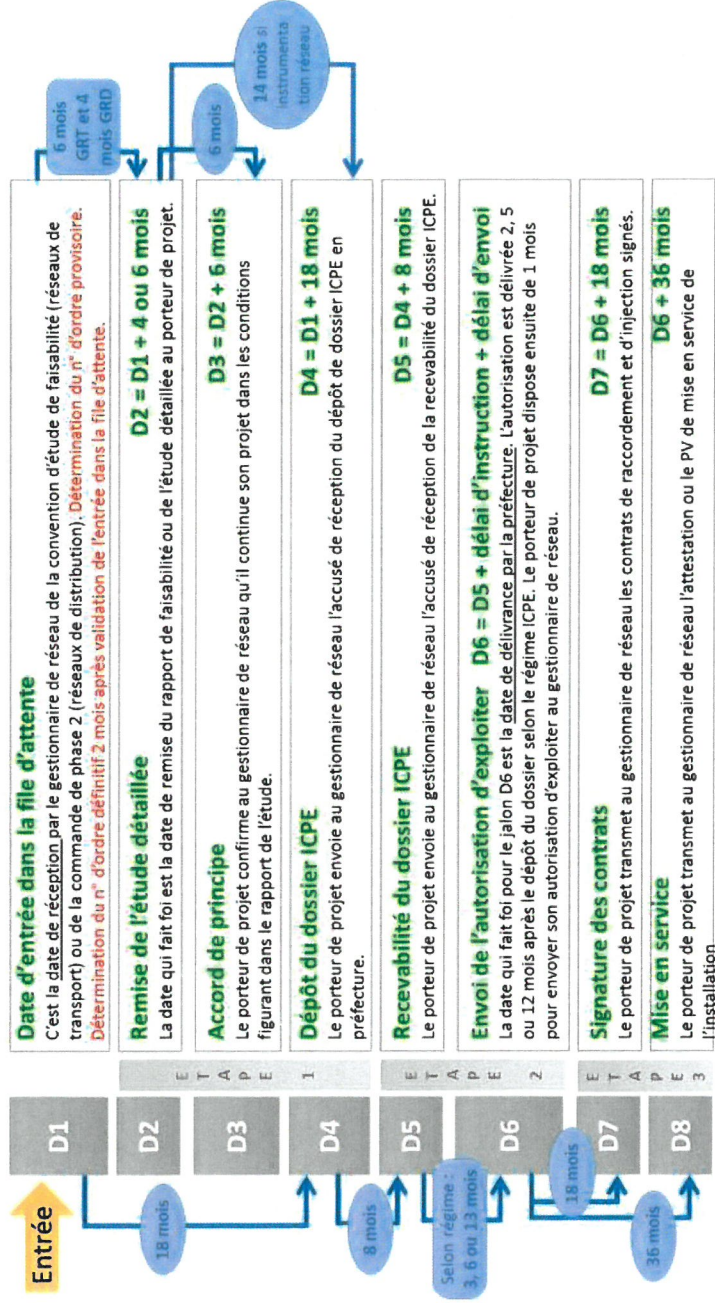 Entrée
D1
Date d'entrée dans la file d'attente
C'est la date de réception par le gestionnaire de réseau de la convention d'étude de faisabilité (réseaux de
transport) ou de la commande de phase 2 (réseaux de distribution). Détermination du n° d'ordre provisoire.
Détermination du n° d'ordre définitif 2 mois après validation de l'entrée dans la file d'attente.
6 mois
GRT et 4
mois GRD
18 mois
ETAPE 1
D2
Remise de l'étude détaillée D2 = D1 + 4 ou 6 mois
La date qui fait foi est la date de remise du rapport de faisabilité ou de l'étude détaillée au porteur de projet.
D3
Accord de principe D3 = D2 + 6 mois
Le porteur de projet confirme au gestionnaire de réseau qu'il continue son projet dans les conditions
figurant dans le rapport de l'étude.
6 mois
14 mois si
instrumenta
tion réseau
D4
Dépôt du dossier ICPE D4 = D1 + 18 mois
Le porteur de projet envoie au gestionnaire de réseau l'accusé de réception du dépôt de dossier ICPE en
préfecture.
8 mois
ETAPE 2
D5
Recevabilité du dossier ICPE D5 = D4 + 8 mois
Le porteur de projet envoie au gestionnaire de réseau l'accusé de réception de la recevabilité du dossier ICPE.
Selon régime :
3, 6 ou 13 mois
D6
Envoi de l'autorisation d'exploiter D6 = D5 + délai d'instruction + délai d'envoi
La date qui fait foi pour le jalon D6 est la date de délivrance par la préfecture. L'autorisation est délivrée 2, 5
ou 12 mois après le dépôt du dossier selon le régime ICPE. Le porteur de projet dispose ensuite de 1 mois
pour envoyer son autorisation d'exploiter au gestionnaire de réseau.
18 mois
36 mois
ETAPE 3
D7
Signature des contrats D7 = D6 + 18 mois
Le porteur de projet transmet au gestionnaire de réseau les contrats de raccordement et d'injection signés.
D8
Mise en service D6 + 36 mois
Le porteur de projet transmet au gestionnaire de réseau l'attestation ou le PV de mise en service de
l'installation